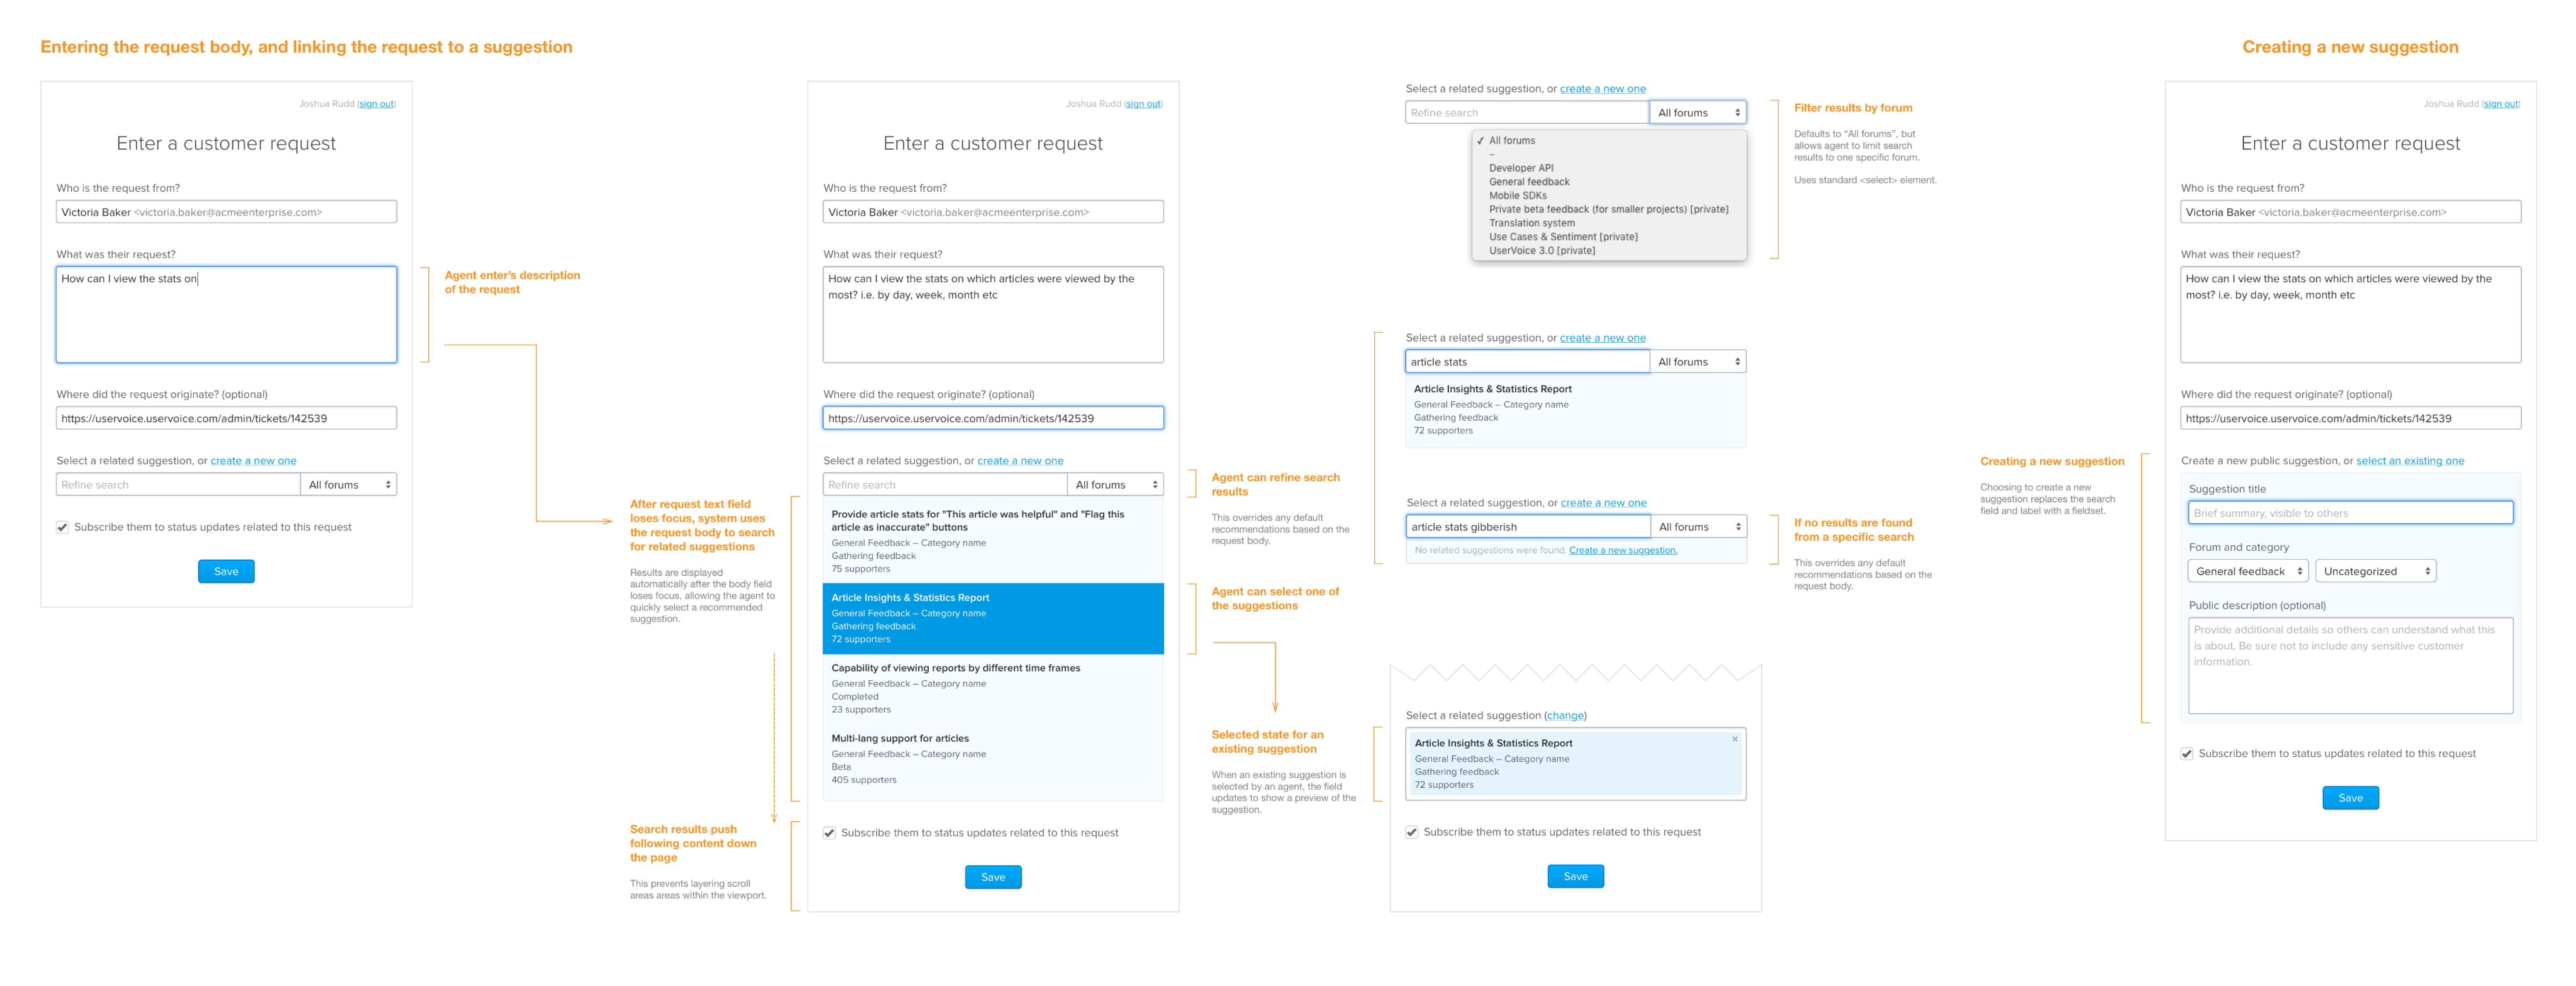 Entering the request body, and linking the request to a suggestion
Joshua Rudd (sign out)
Enter a customer request
Who is the request from?
Victoria Baker <victoria.baker@acmeenterprise.com>
What was their request?
How can I view the stats on
Where did the request originate? (optional)
https://uservoice.uservoice.com/admin/tickets/142539
Select a related suggestion, or create a new one
Refine search All forums
Subscribe them to status updates related to this request
Save
Agent enter's description
of the request
After request text field
loses focus, system uses
the request body to search
for related suggestions
Results are displayed
automatically after the body field
loses focus, allowing the agent to
quickly select a recommended
suggestion.
Search results push
following content down
the page
This prevents layering scroll
areas areas within the viewport.
Joshua Rudd (sign out)
Enter a customer request
Who is the request from?
Victoria Baker <victoria.baker@acmeenterprise.com>
What was their request?
How can I view the stats on which articles were viewed by the
most? i.e. by day, week, month etc
Where did the request originate? (optional)
https://uservoice.uservoice.com/admin/tickets/142539
Select a related suggestion, or create a new one
Refine search All forums
Provide article stats for "This article was helpful" and "Flag this
article as inaccurate" buttons
General Feedback – Category name
Gathering feedback
75 supporters
Article Insights & Statistics Report
General Feedback – Category name
Gathering feedback
72 supporters
Capability of viewing reports by different time frames
General Feedback – Category name
Completed
23 supporters
Multi-lang support for articles
General Feedback – Category name
Beta
405 supporters
Subscribe them to status updates related to this request
Save
Agent can refine search
results
This overrides any default
recommendations based on the
request body.
Agent can select one of
the suggestions
Selected state for an
existing suggestion
When an existing suggestion is
selected by an agent, the field
updates to show a preview of the
suggestion.
Select a related suggestion, or create a new one
Refine search All forums
✓ All forums
–
Developer API
General feedback
Mobile SDKs
Private beta feedback (for smaller projects) [private]
Translation system
Use Cases & Sentiment [private]
UserVoice 3.0 [private]
Filter results by forum
Defaults to “All forums”, but
allows agent to limit search
results to one specific forum.
Uses standard <select> element.
Select a related suggestion, or create a new one
article stats All forums
Article Insights & Statistics Report
General Feedback – Category name
Gathering feedback
72 supporters
Select a related suggestion, or create a new one
article stats gibberish All forums
No related suggestions were found. Create a new suggestion.
If no results are found
from a specific search
This overrides any default
recommendations based on the
request body.
Select a related suggestion (change)
Article Insights & Statistics Report
General Feedback – Category name
Gathering feedback
72 supporters
Subscribe them to status updates related to this request
Save
Creating a new suggestion
Creating a new suggestion
Choosing to create a new
suggestion replaces the search
field and label with a fieldset.
Joshua Rudd (sign out)
Enter a customer request
Who is the request from?
Victoria Baker <victoria.baker@acmeenterprise.com>
What was their request?
How can I view the stats on which articles were viewed by the
most? i.e. by day, week, month etc
Where did the request originate? (optional)
https://uservoice.uservoice.com/admin/tickets/142539
Create a new public suggestion, or select an existing one
Suggestion title
Brief summary, visible to others
Forum and category
General feedback Uncategorized
Public description (optional)
Provide additional details so others can understand what this
is about. Be sure not to include any sensitive customer
information.
Subscribe them to status updates related to this request
Save